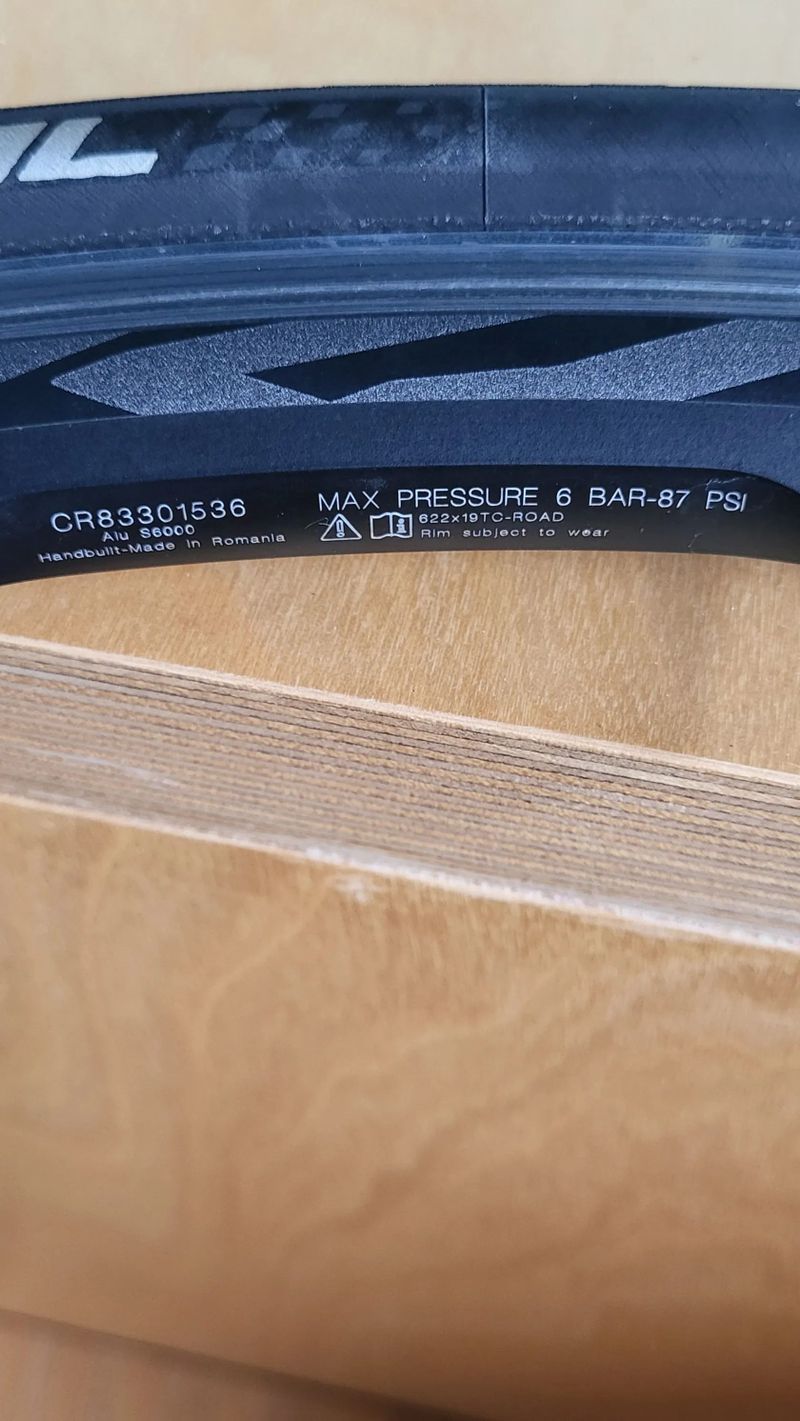 CR83301536
Alu S6000
Handbuilt-Made in Romania
MAX PRESSURE 6 BAR-87 PSI
622x19TC-ROAD
Rim subject to wear